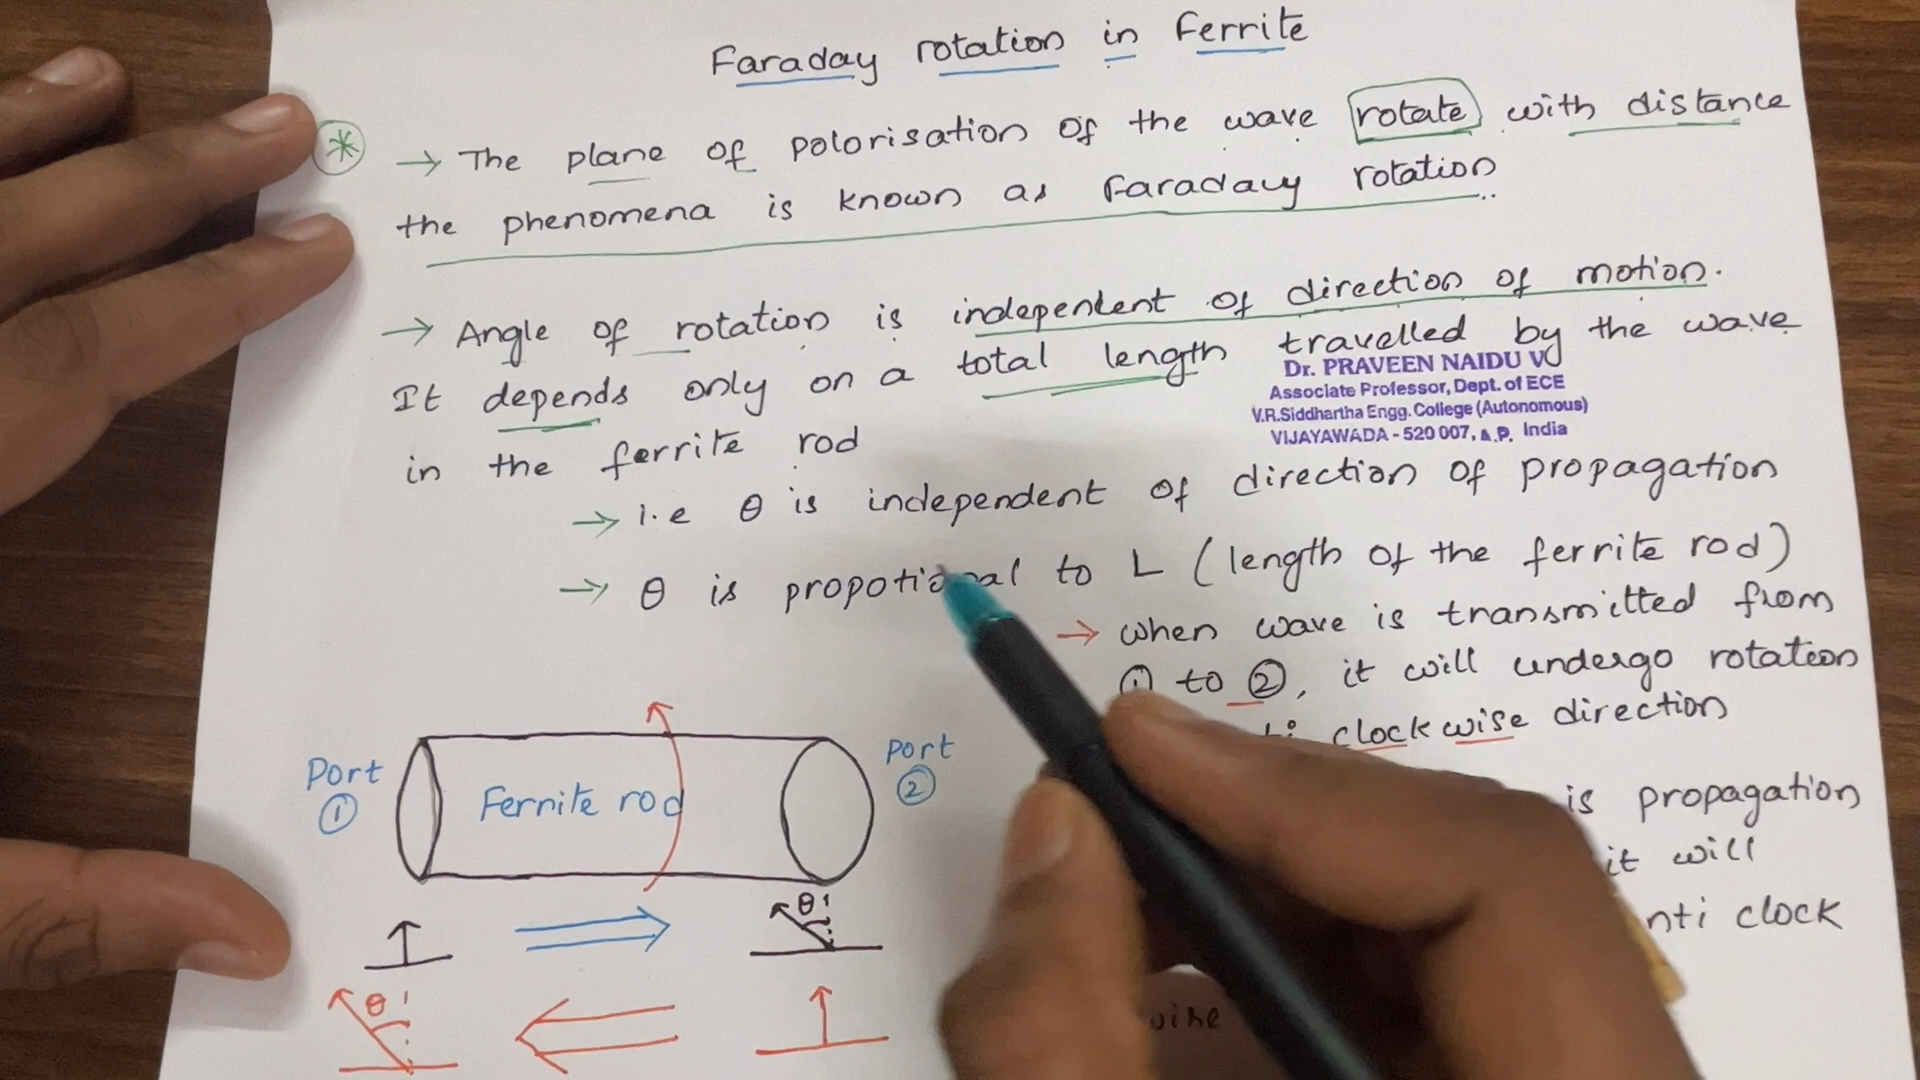 Faraday rotation in Ferrite
* → The plane of polorisation of the wave rotate with distance
the phenomena is known as Faraday rotation
→ Angle of rotation is independent of direction of motion.
It depends only on a total length travelled by the wave
in the ferrite rod
Dr. PRAVEEN NAIDU V
Associate Professor, Dept. of ECE
V.R.Siddhartha Engg. College (Autonomous)
VIJAYAWADA - 520 007, A.P. India
→ i.e θ is independent of direction of propagation
→ θ is propotional to L (length of the ferrite rod)
→ when wave is transmitted from
① to ②, it will undergo rotation
clockwise direction
is propagation
it will
nti clock
Port ①
Ferrite rod
Port ②
θ
θ